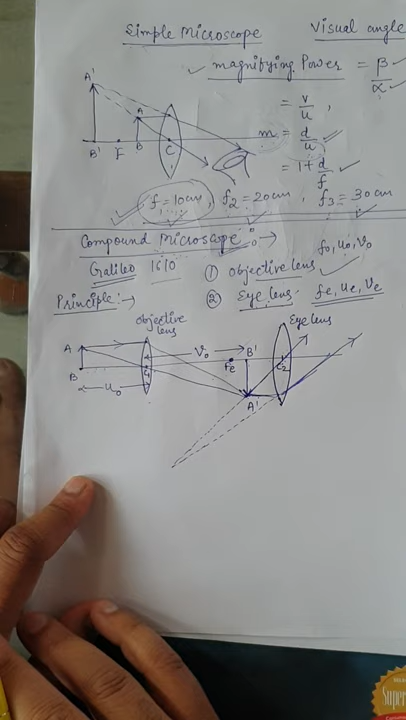 Simple Microscope Visual angle
magnifying Power = β/α
= v/u ,
m = d/u
= 1+d/f
A'
A
B' F B C
f = 10 cm , f₂ = 20 cm , f₃ = 30 cm
Compound Microscope :→
f₀, u₀, v₀
Galileo 1610 ① Objective lens
Principle :→ ② Eye lens fe, ue, Ve
Objective lens
Eye lens
A V₀ Fe B'
B C₁ C₂
u₀
A'
Super